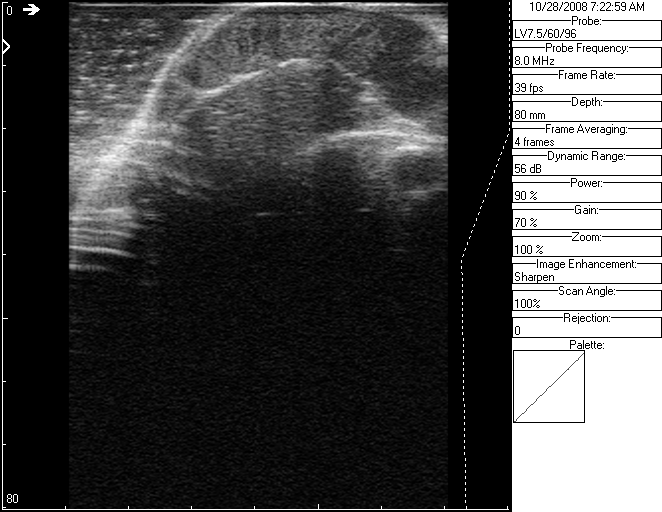 0
80
10/28/2008 7:22:59 AM
Probe:
LV7.5/60/96
Probe Frequency:
8.0 MHz
Frame Rate:
39 fps
Depth:
80 mm
Frame Averaging:
4 frames
Dynamic Range:
56 dB
Power:
90 %
Gain:
70 %
Zoom:
100 %
Image Enhancement:
Sharpen
Scan Angle:
100%
Rejection:
0
Palette: